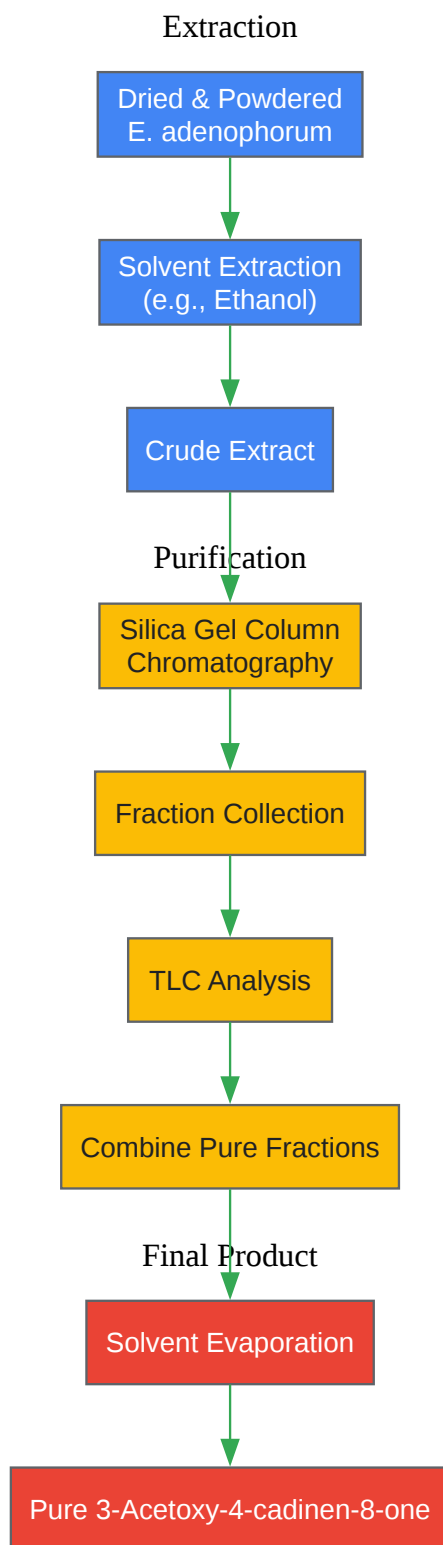 Extraction
Dried & Powdered
E. adenophorum
Solvent Extraction
(e.g., Ethanol)
Crude Extract
Purification
Silica Gel Column
Chromatography
Fraction Collection
TLC Analysis
Combine Pure Fractions
Final Product
Solvent Evaporation
Pure 3-Acetoxy-4-cadinen-8-one